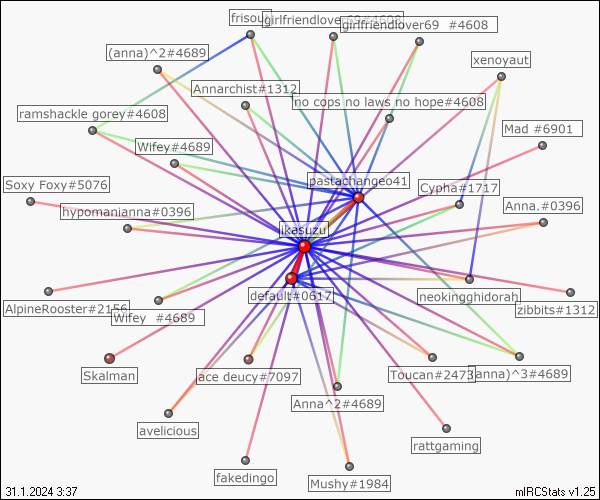 frisou
girlfriendlover69#4608
girlfriendlover69 #4608
(anna)^2#4689
xenoyaut
Annarchist#1312
no cops no laws no hope#4608
ramshackle gorey#4608
Mad #6901
Wifey#4689
pastachangeo41
Soxy Foxy#5076
Cypha#1717
hypomanianna#0396
Anna.#0396
ikasuzu
default#0617
neokingghidorah
AlpineRooster#2156
Wifey #4689
zibbits#1312
Skalman
ace deucy#7097
Toucan#2473
(anna)^3#4689
Anna^2#4689
avelicious
rattgaming
fakedingo
Mushy#1984
31.1.2024 3:37
mIRCStats v1.25